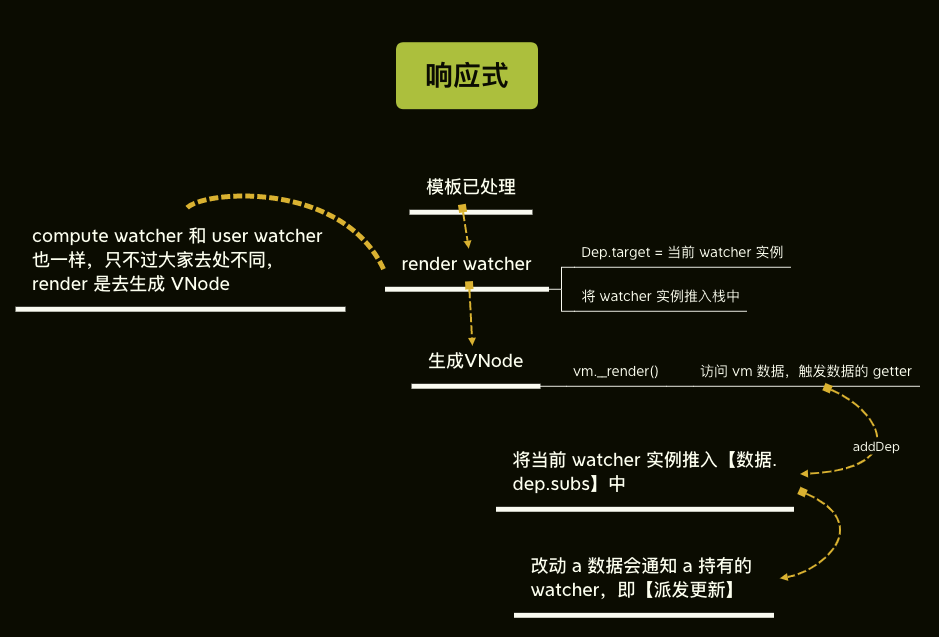 响应式
模板已处理
compute watcher 和 user watcher
也一样，只不过大家去处不同，
render 是去生成 VNode
render watcher
Dep.target = 当前 watcher 实例
将 watcher 实例推入栈中
生成VNode
vm._render()
访问 vm 数据，触发数据的 getter
addDep
将当前 watcher 实例推入【数据.
dep.subs】中
改动 a 数据会通知 a 持有的
watcher，即【派发更新】